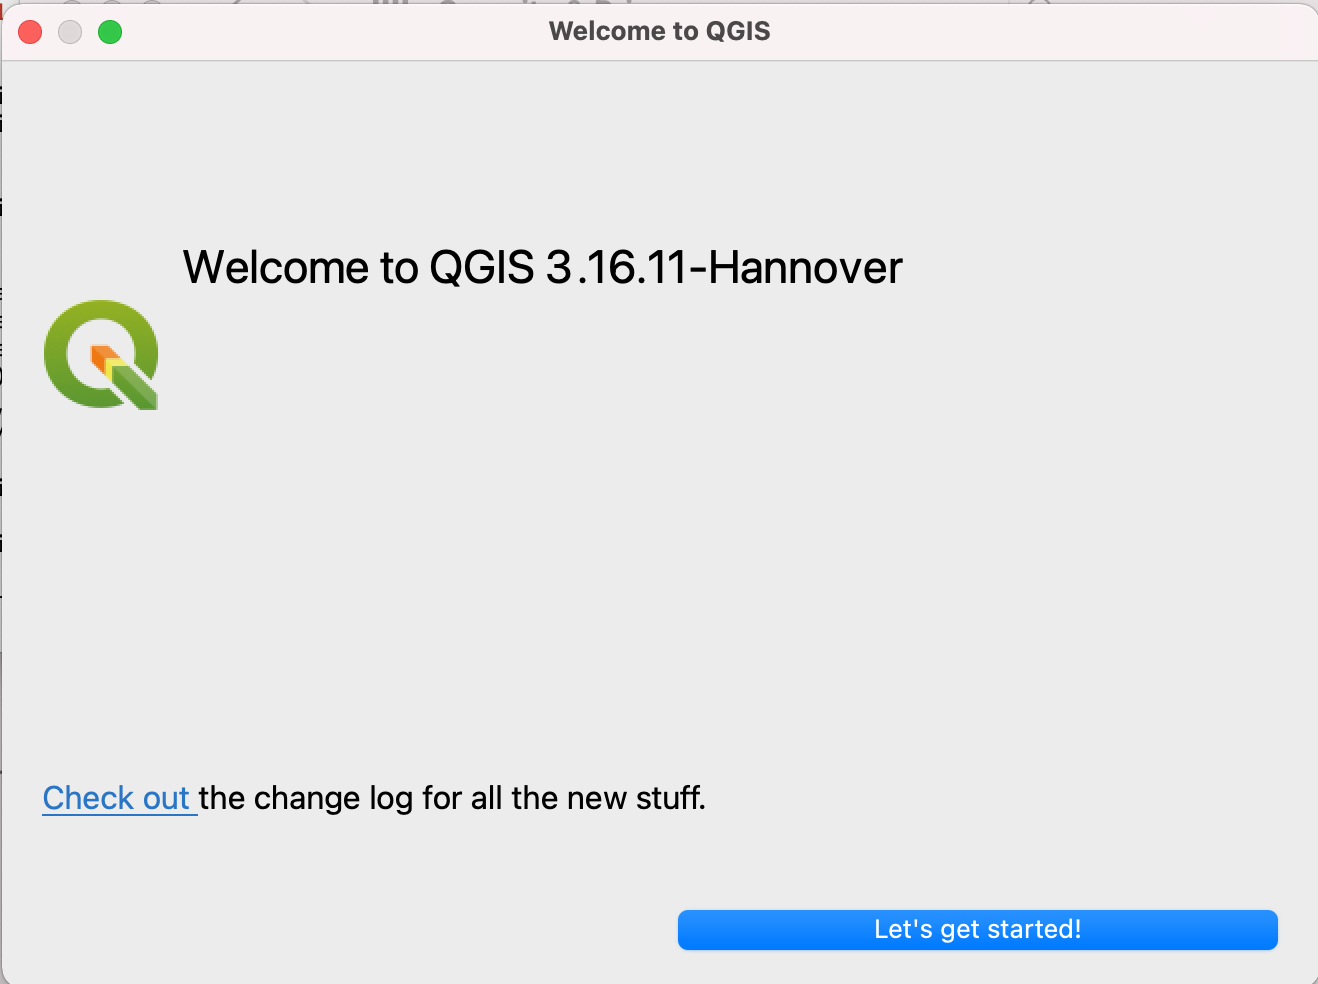 Welcome to QGIS
Welcome to QGIS 3.16.11-Hannover
Check out the change log for all the new stuff.
Let's get started!